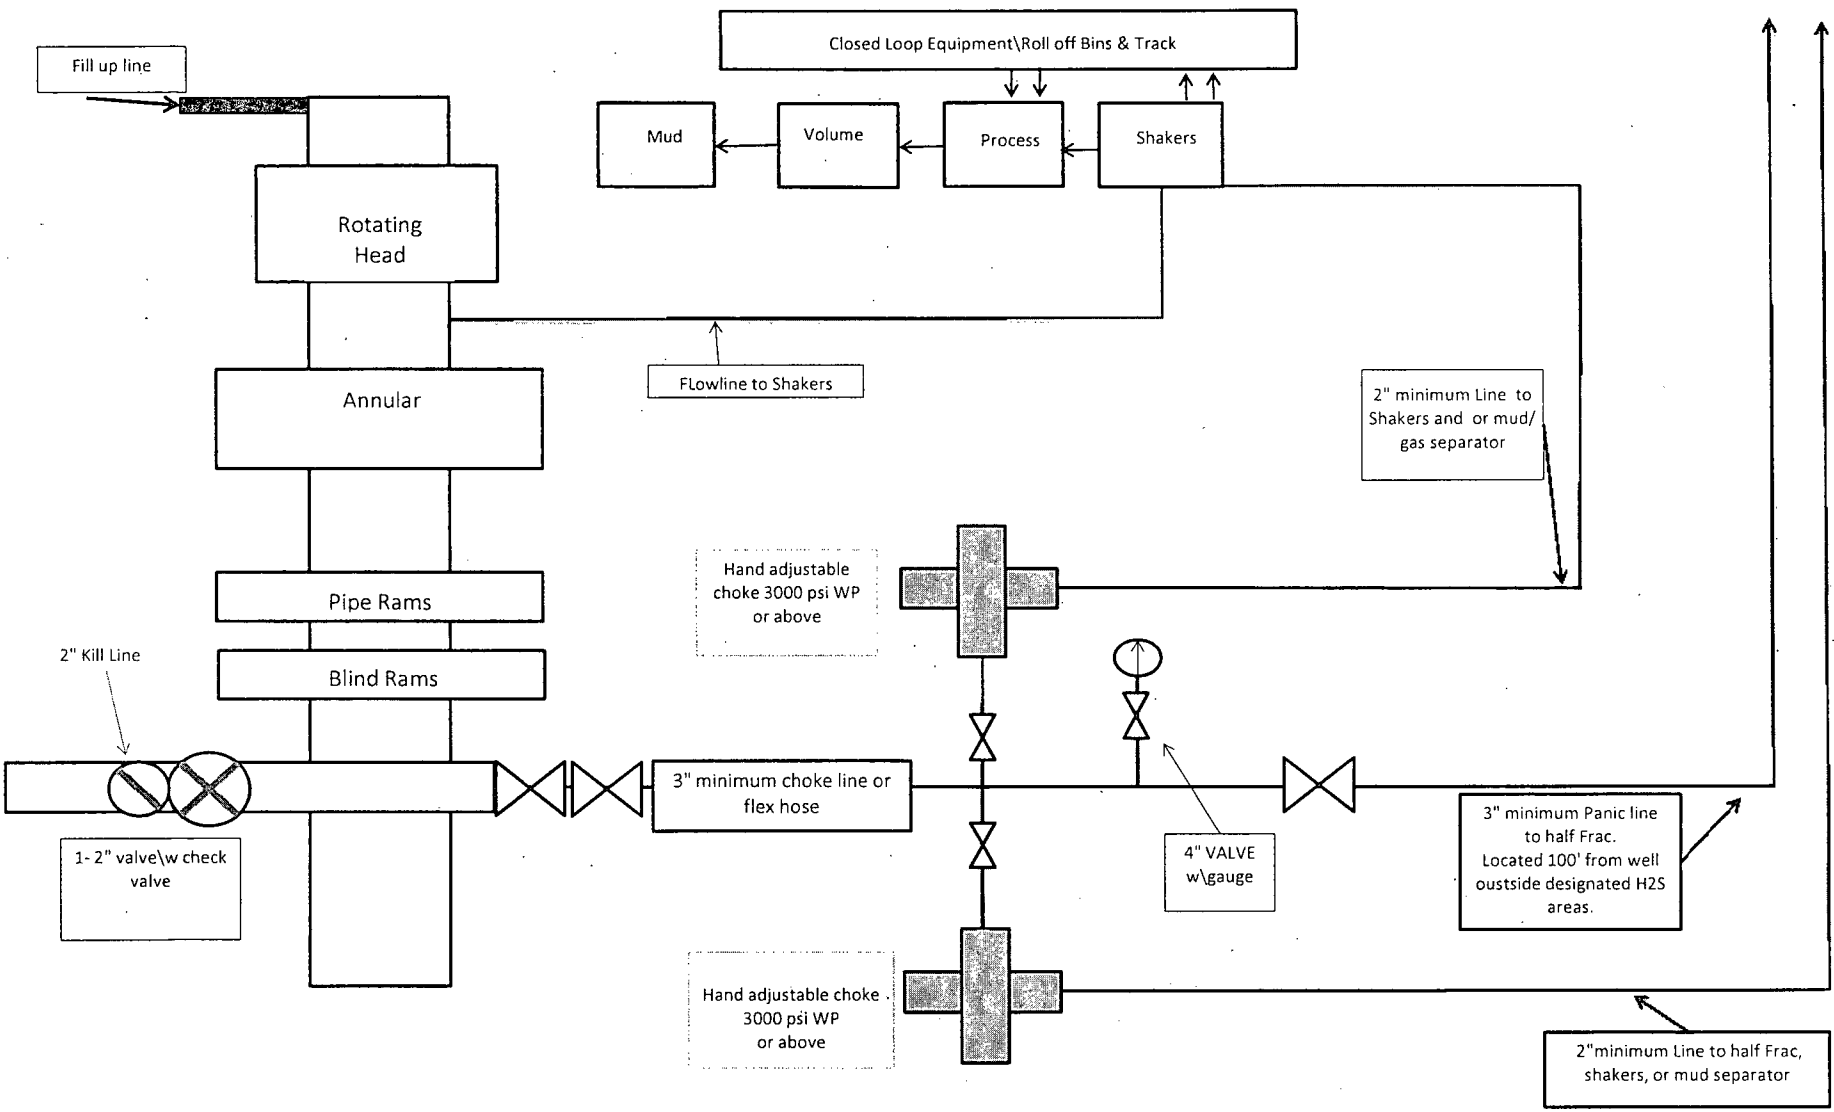 Closed Loop Equipment\Roll off Bins & Track
Fill up line
Mud
Volume
Process
Shakers
Rotating
Head
FLowline to Shakers
Annular
2" minimum Line to
Shakers and or mud/
gas separator
Hand adjustable
choke 3000 psi WP
or above
Pipe Rams
2" Kill Line
Blind Rams
3" minimum choke line or
flex hose
1- 2" valve\w check
valve
4" VALVE
w\gauge
3" minimum Panic line
to half Frac.
Located 100' from well
oustside designated H2S
areas.
Hand adjustable choke
3000 psi WP
or above
2"minimum Line to half Frac,
shakers, or mud separator